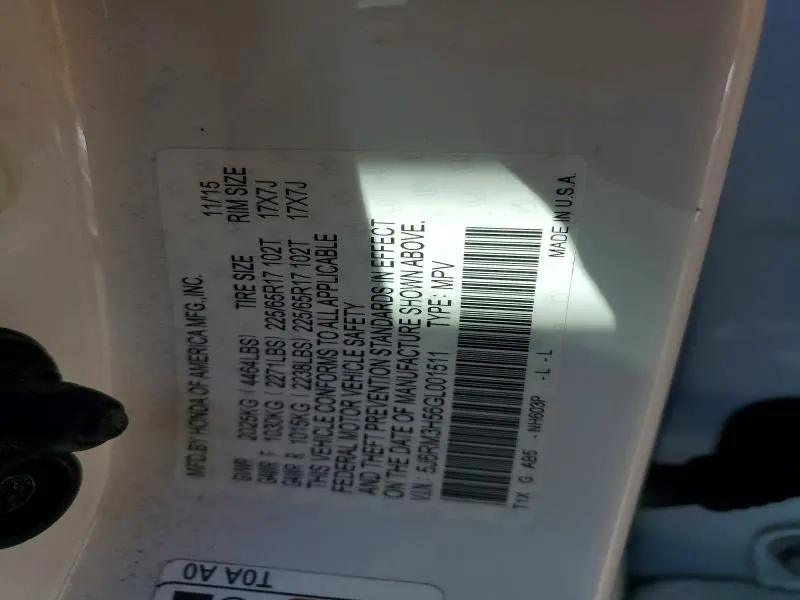 MFD.BY HONDA OF AMERICA MFG.,INC. 11/15
GVWR 2025KG ( 4464LBS) TIRE SIZE RIM SIZE
GAWR F 1030KG ( 2271LBS) 225/65R17 102T 17X7J
GAWR R 1015KG ( 2238LBS) 225/65R17 102T 17X7J
THIS VEHICLE CONFORMS TO ALL APPLICABLE
FEDERAL MOTOR VEHICLE SAFETY
AND THEFT PREVENTION STANDARDS IN EFFECT
ON THE DATE OF MANUFACTURE SHOWN ABOVE.
V.I.N.: 5J6RM3H56GL001511 TYPE: MPV
T1X G AB5 - NH603P - L - L MADE IN U.S.A.
T0A A0